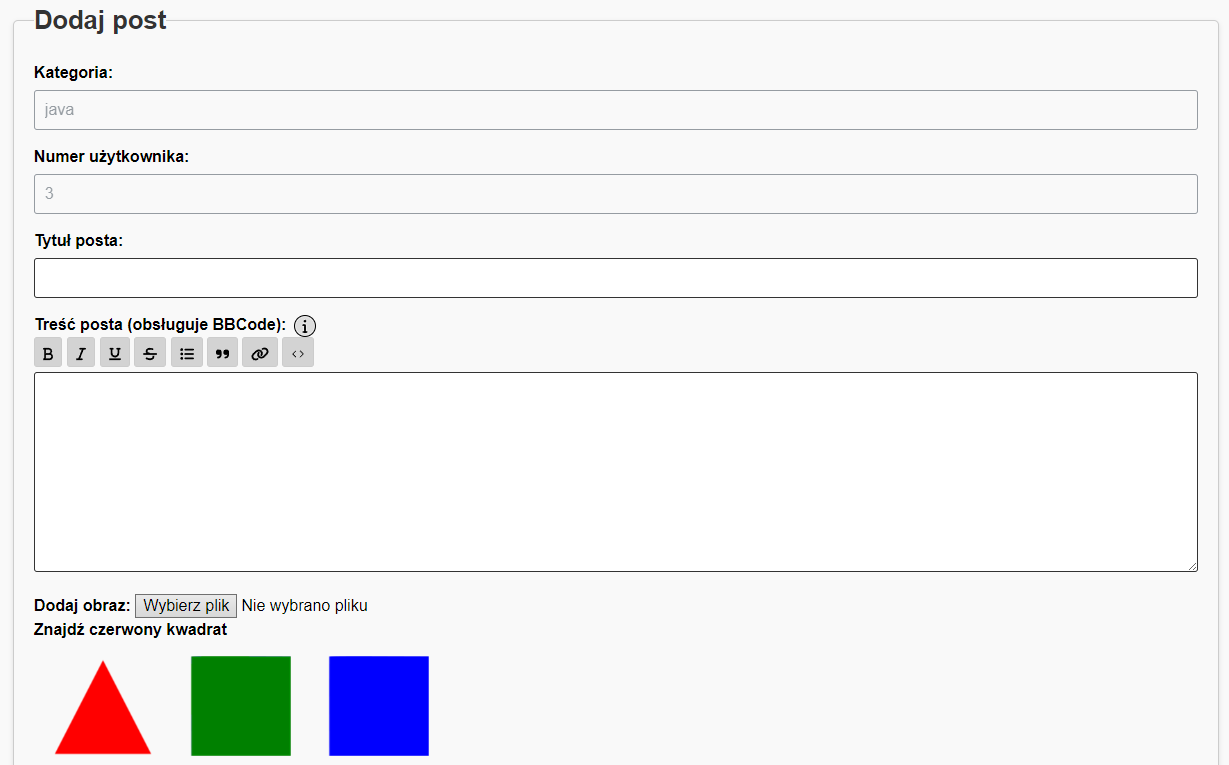 Dodaj post
Kategoria:
java
Numer użytkownika:
3
Tytuł posta:
Treść posta (obsługuje BBCode): i
B I U S
Dodaj obraz: Wybierz plik Nie wybrano pliku
Znajdź czerwony kwadrat